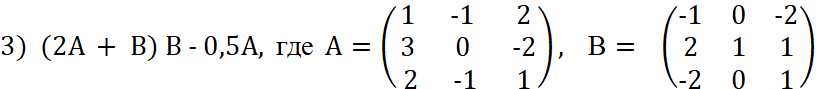 1 -1 2 -1 0 -2
3) (2A + B) B - 0,5A, где A = 3 0 -2 , B = 2 1 1
2 -1 1 -2 0 1